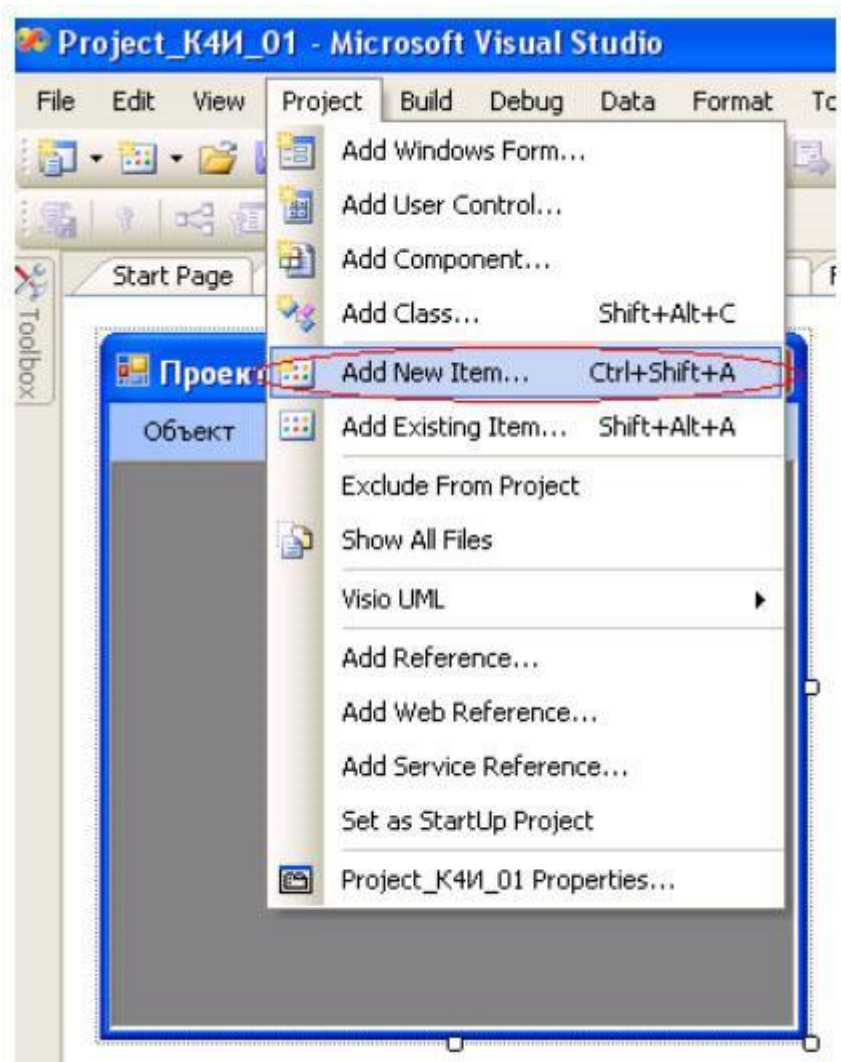 Project_К4И_01 - Microsoft Visual Studio
File Edit View Project Build Debug Data Format
Add Windows Form...
Add User Control...
Add Component...
Start Page
Add Class... Shift+Alt+C
Toolbox
Проект
Add New Item... Ctrl+Shift+A
Объект
Add Existing Item... Shift+Alt+A
Exclude From Project
Show All Files
Visio UML
Add Reference...
Add Web Reference...
Add Service Reference...
Set as StartUp Project
Project_К4И_01 Properties...